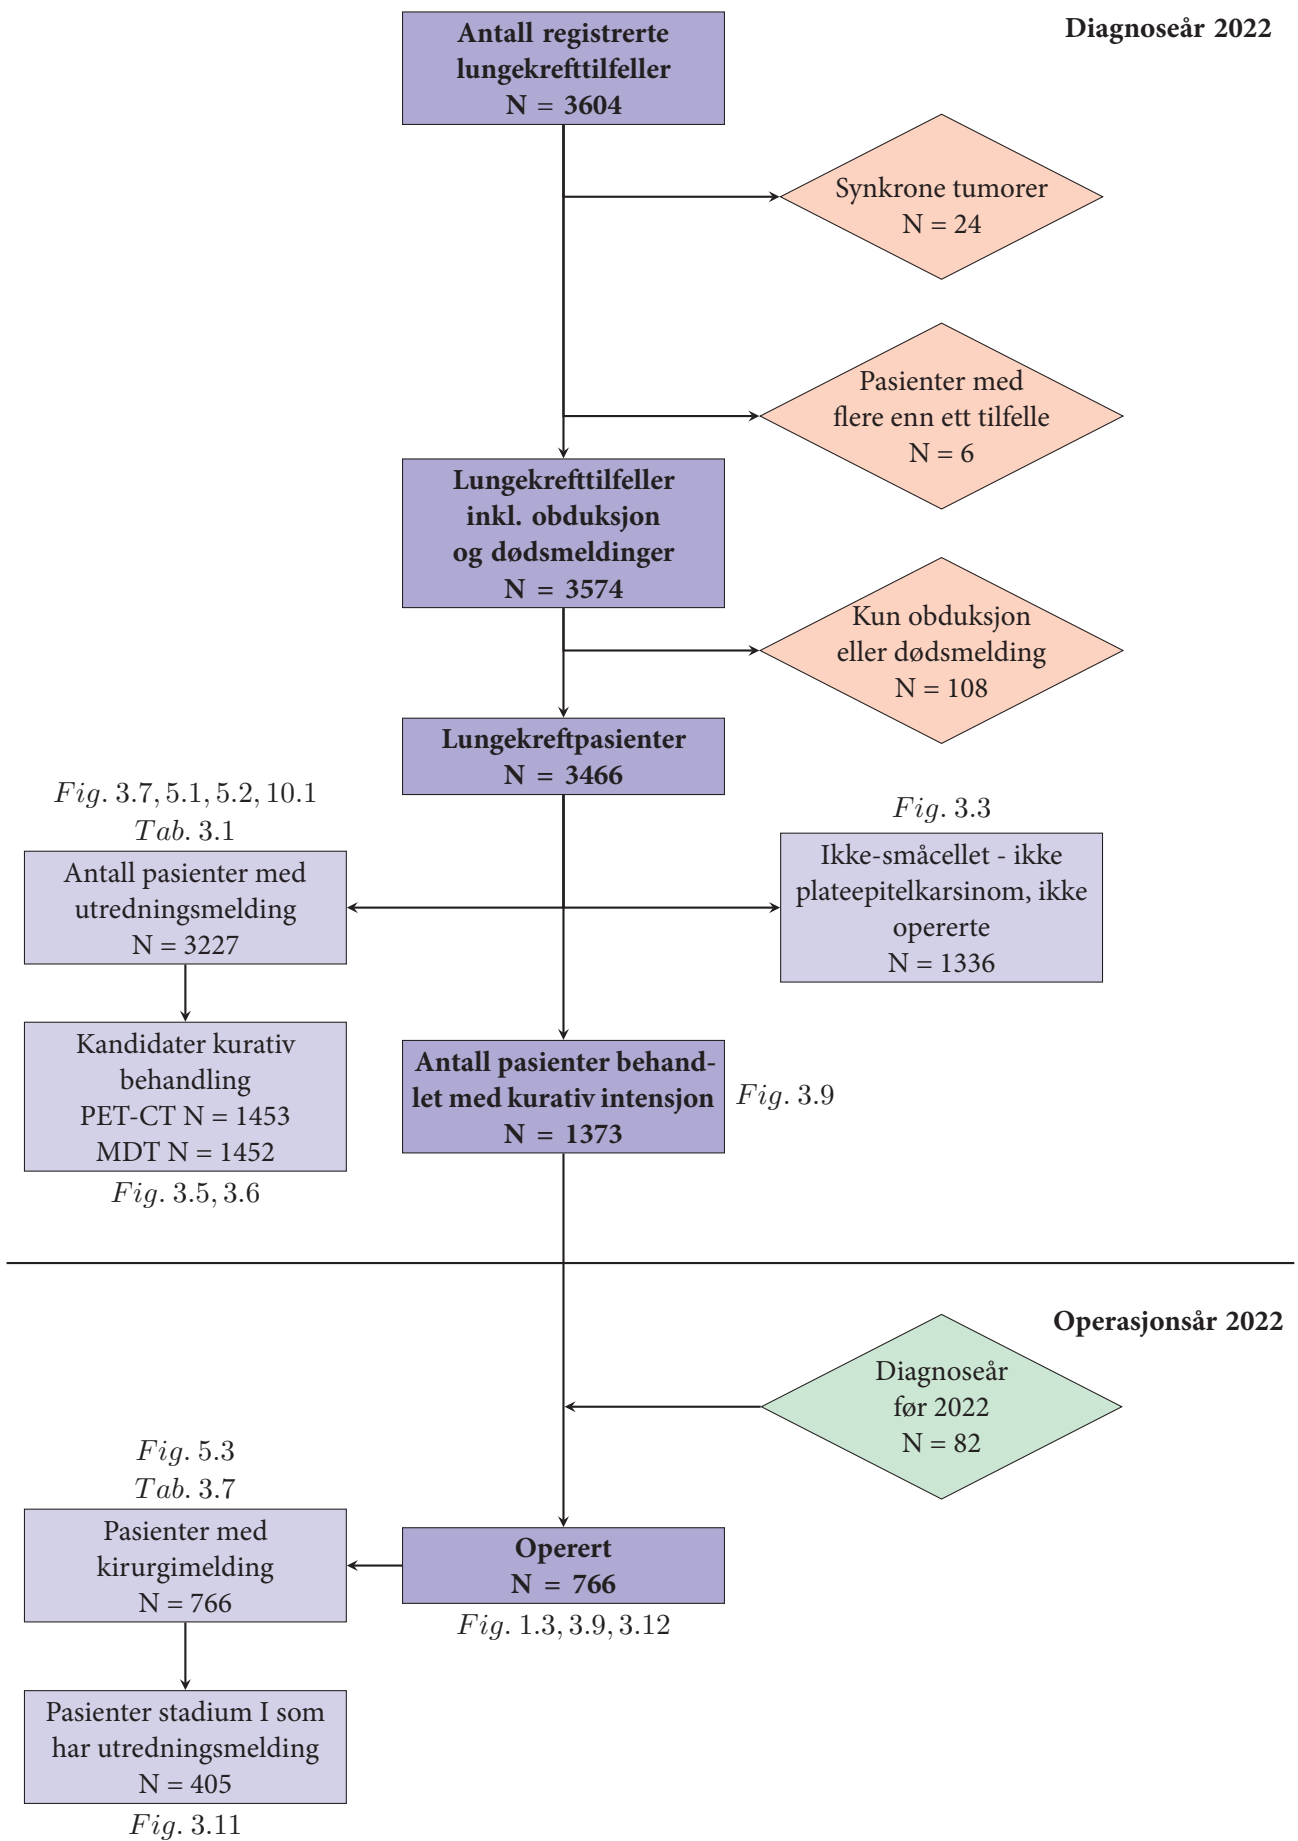 Diagnoseår 2022
Antall registrerte
lungekrefttilfeller
N = 3604
Synkrone tumorer
N = 24
Pasienter med
flere enn ett tilfelle
N = 6
Lungekrefttilfeller
inkl. obduksjon
og dødsmeldinger
N = 3574
Kun obduksjon
eller dødsmelding
N = 108
Lungekreftpasienter
N = 3466
Fig. 3.7, 5.1, 5.2, 10.1
Tab. 3.1
Antall pasienter med
utredningsmelding
N = 3227
Fig. 3.3
Ikke-småcellet - ikke
plateepitelkarsinom, ikke
opererte
N = 1336
Kandidater kurativ
behandling
PET-CT N = 1453
MDT N = 1452
Fig. 3.5, 3.6
Antall pasienter behand-
let med kurativ intensjon
N = 1373
Fig. 3.9
Operasjonsår 2022
Diagnoseår
før 2022
N = 82
Fig. 5.3
Tab. 3.7
Pasienter med
kirurgimelding
N = 766
Operert
N = 766
Fig. 1.3, 3.9, 3.12
Pasienter stadium I som
har utredningsmelding
N = 405
Fig. 3.11